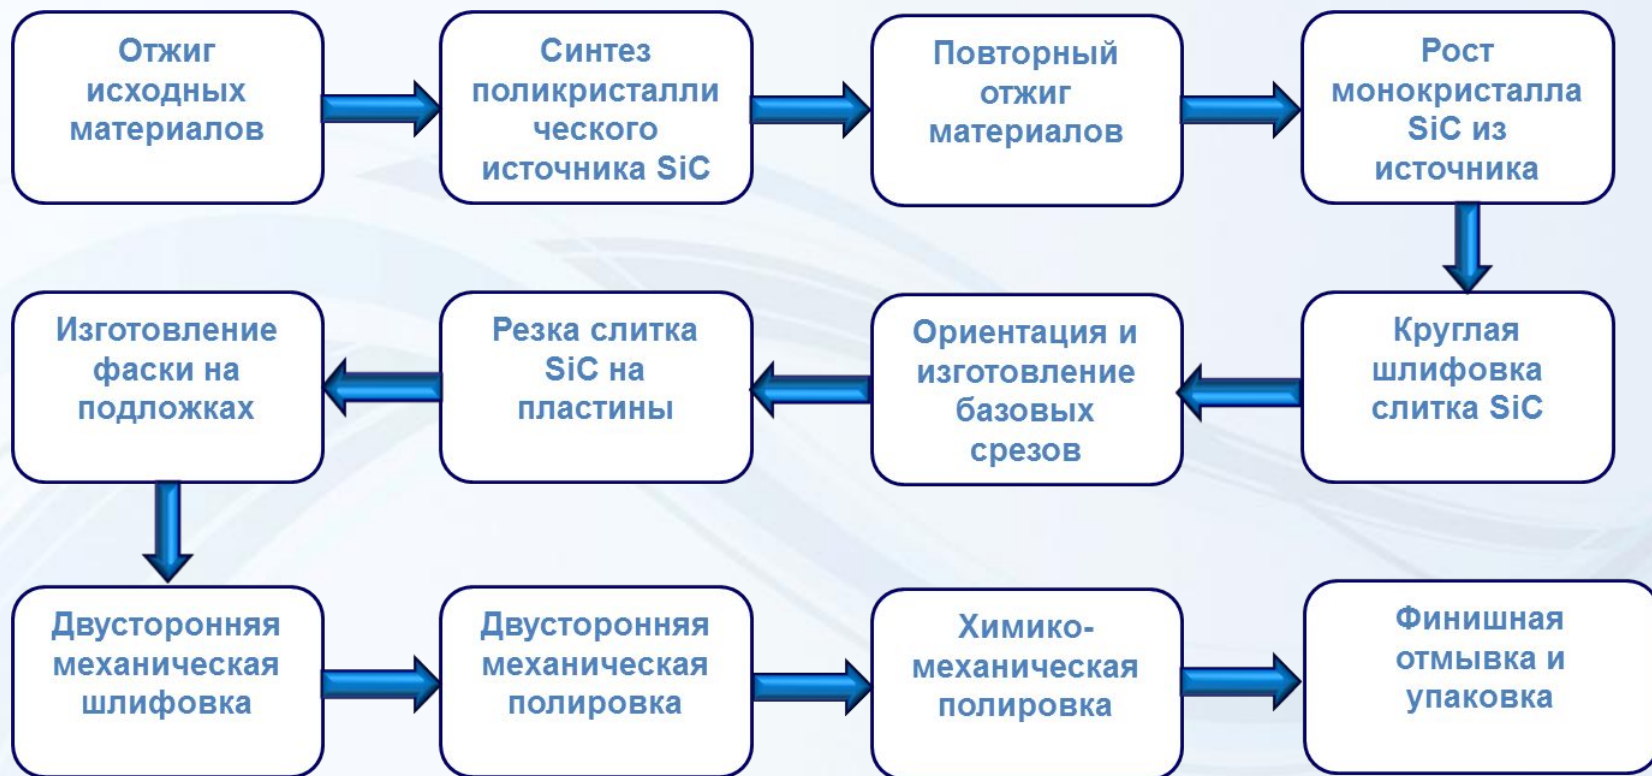 Отжиг
исходных
материалов
Синтез
поликристалли
ческого
источника SiC
Повторный
отжиг
материалов
Рост
монокристалла
SiC из
источника
Круглая
шлифовка
слитка SiC
Ориентация и
изготовление
базовых
срезов
Резка слитка
SiC на
пластины
Изготовление
фаски на
подложках
Двусторонняя
механическая
шлифовка
Двусторонняя
механическая
полировка
Химико-
механическая
полировка
Финишная
отмывка и
упаковка